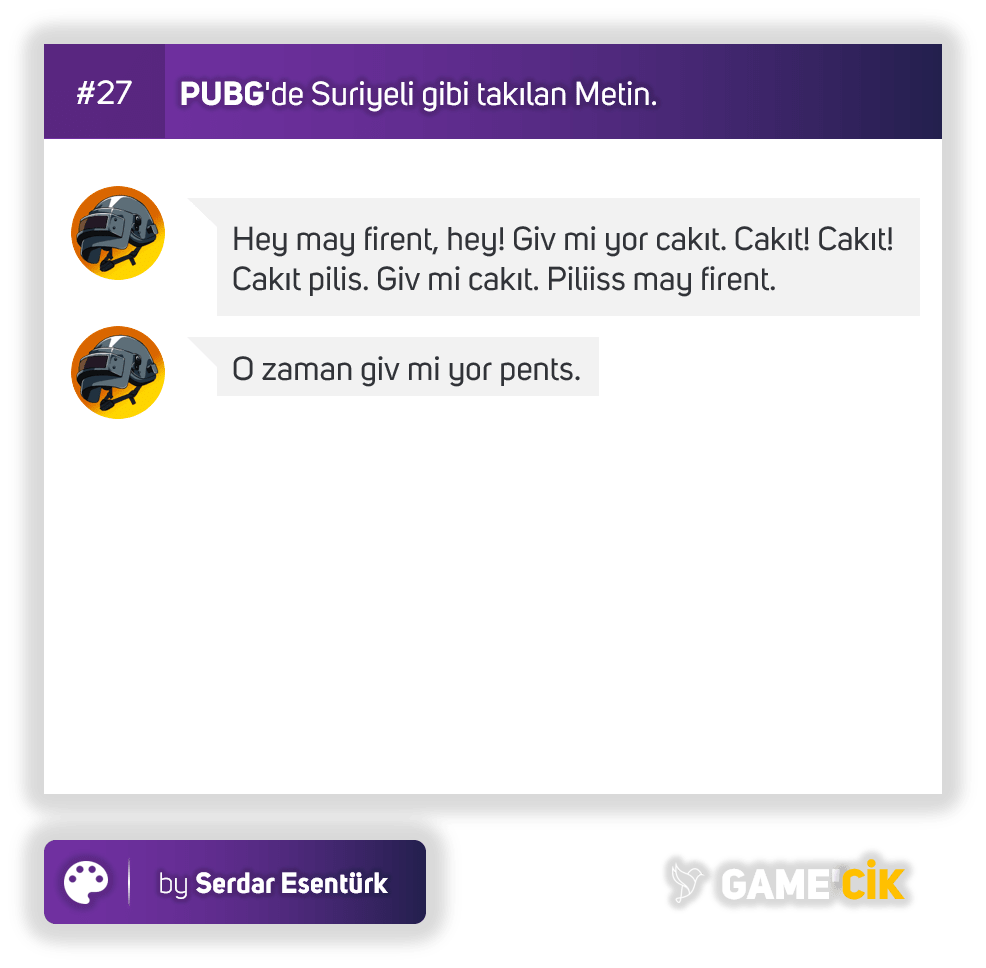 #27
PUBG'de Suriyeli gibi takılan Metin.
Hey may firent, hey! Giv mi yor cakıt. Cakıt! Cakıt!
Cakıt pilis. Giv mi cakıt. Piliiss may firent.
O zaman giv mi yor pents.
by Serdar Esentürk
GAME'CİK